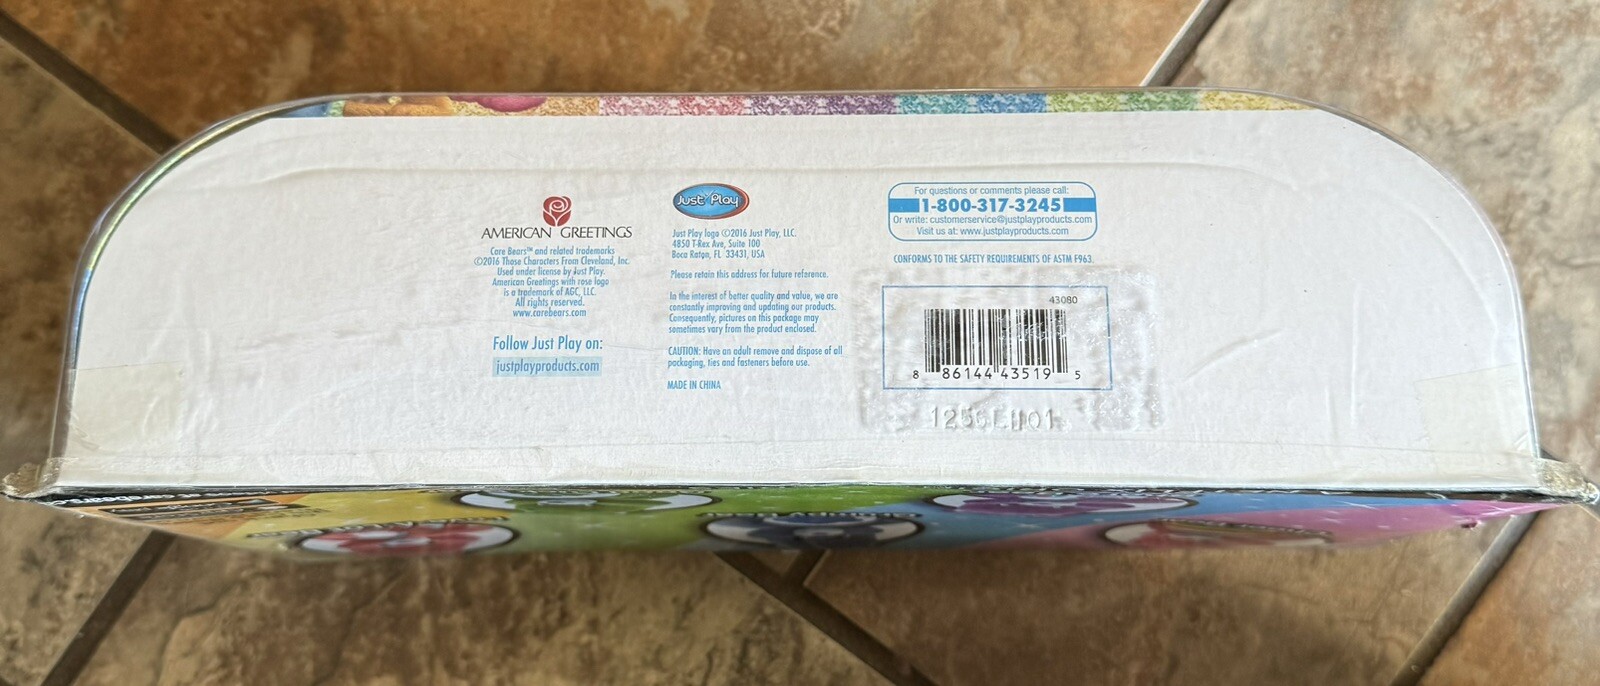 AMERICAN GREETINGS
Care Bears™ and related trademarks
©2016 Those Characters From Cleveland, Inc.
Used under license by Just Play.
American Greetings with rose logo
is a trademark of AGC, LLC.
All rights reserved.
www.carebears.com
Follow Just Play on:
justplayproducts.com
Just Play
Just Play logo ©2016 Just Play, LLC.
4850 T-Rex Ave, Suite 100
Boca Raton, FL 33431, USA
Please retain this address for future reference.
In the interest of better quality and value, we are
constantly improving and updating our products.
Consequently, pictures on this package may
sometimes vary from the product enclosed.
CAUTION: Have an adult remove and dispose of all
packaging, ties and fasteners before use.
MADE IN CHINA
For questions or comments please call:
1-800-317-3245
Or write: customerservice@justplayproducts.com
Visit us at: www.justplayproducts.com
CONFORMS TO THE SAFETY REQUIREMENTS OF ASTM F963.
43080
8 86144 43519 5